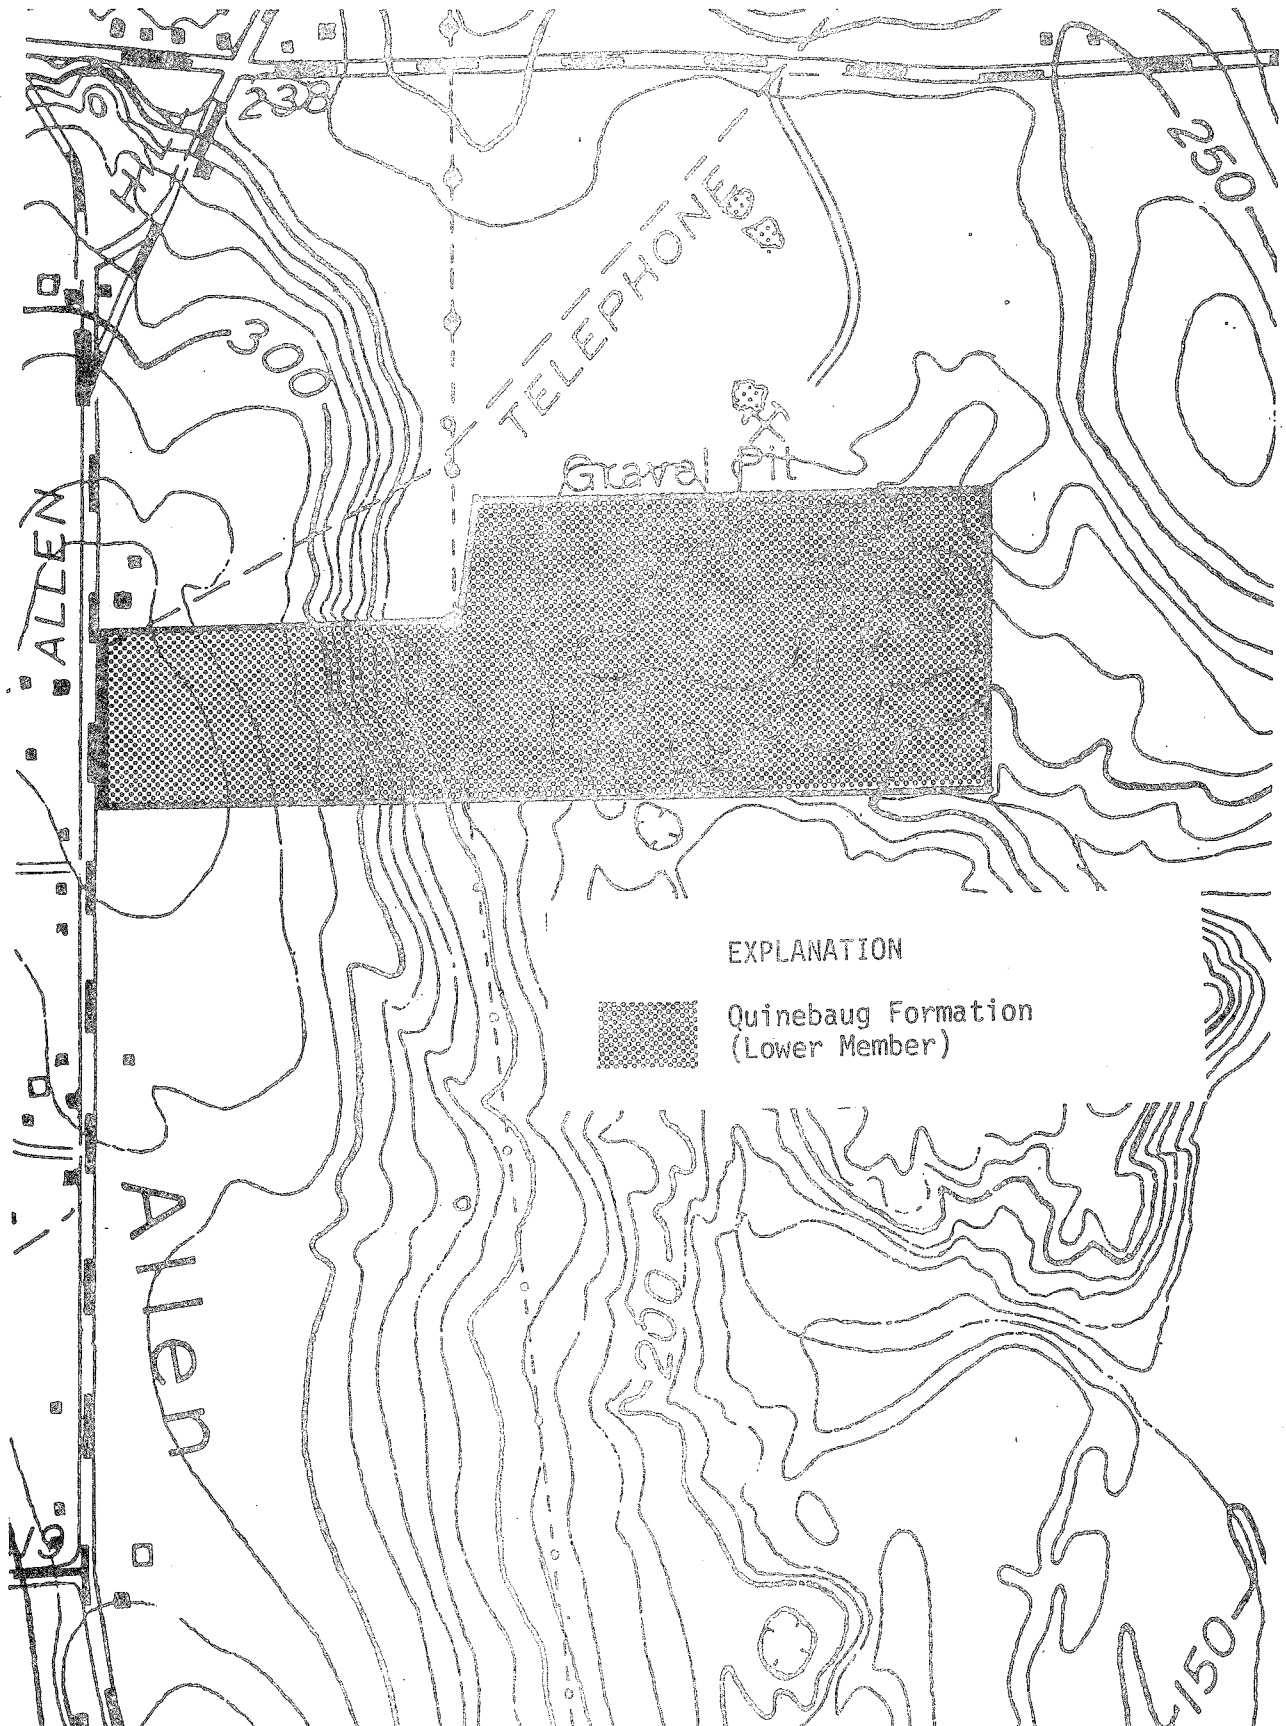 238
250
TELEPHONE
300
Gravel Pit
ALLEN
EXPLANATION
Quinebaug Formation
(Lower Member)
Allen
200
150